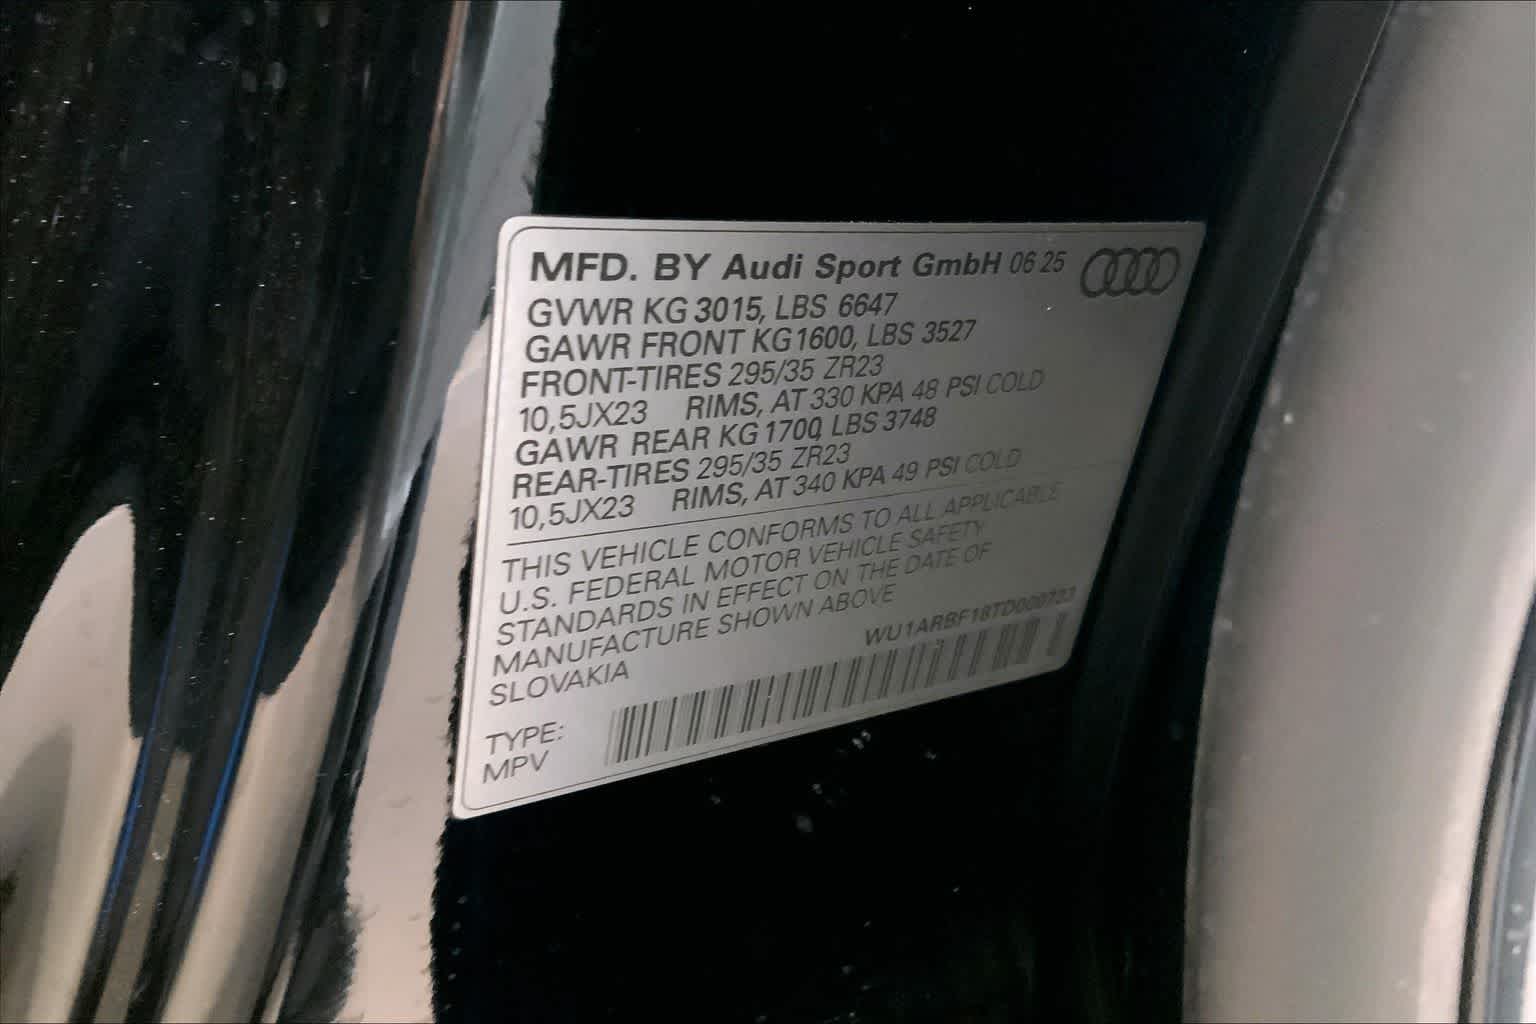 MFD. BY Audi Sport GmbH 06 25
GVWR KG 3015, LBS 6647
GAWR FRONT KG 1600, LBS 3527
FRONT-TIRES 295/35 ZR23
10,5JX23 RIMS, AT 330 KPA 48 PSI COLD
GAWR REAR KG 1700, LBS 3748
REAR-TIRES 295/35 ZR23
10,5JX23 RIMS, AT 340 KPA 49 PSI COLD
THIS VEHICLE CONFORMS TO ALL APPLICABLE
U.S. FEDERAL MOTOR VEHICLE SAFETY
STANDARDS IN EFFECT ON THE DATE OF
MANUFACTURE SHOWN ABOVE
SLOVAKIA
WU1ARBF18TD000733
TYPE:
MPV